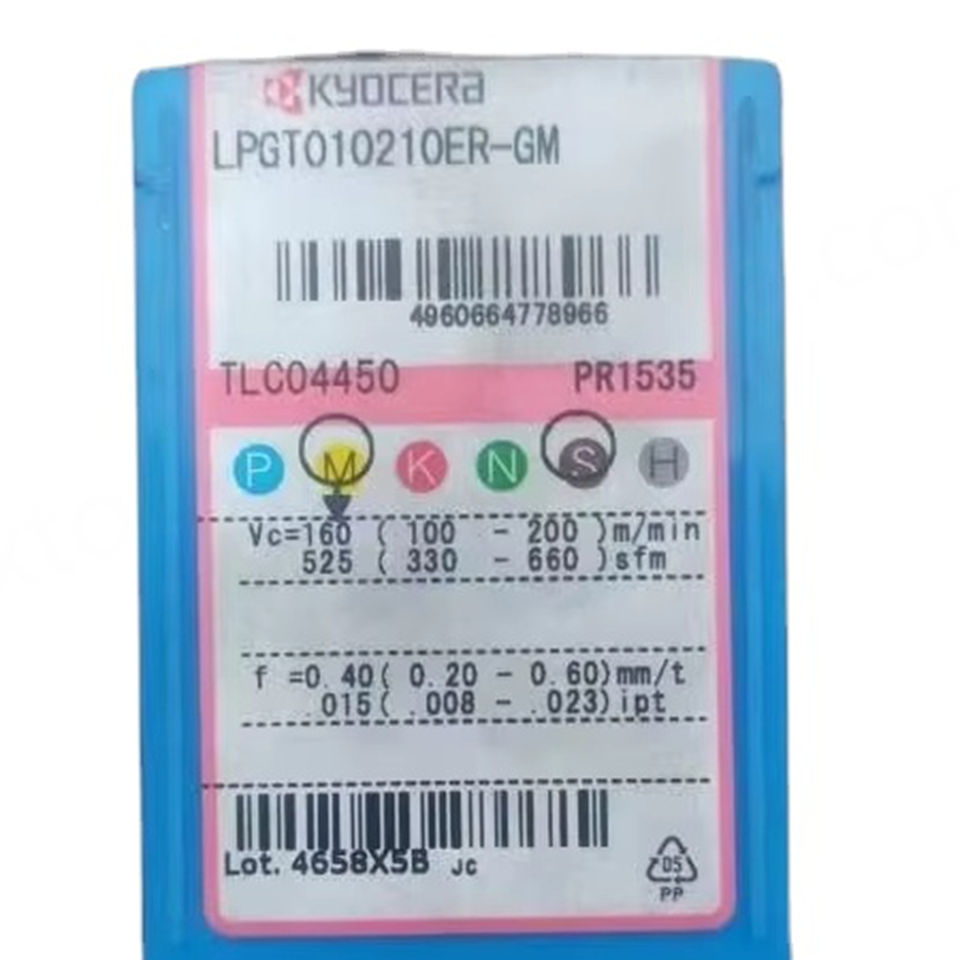 KYOCERA
LPGT010210ER-GM
4960664778966
TLC04450 PR1535
P M K N S H
Vc=160 ( 100 - 200 )m/min
525 ( 330 - 660 )sfm
f =0.40( 0.20 - 0.60)mm/t
.015( .008 - .023)ipt
Lot. 4658X5B JC
05
PP